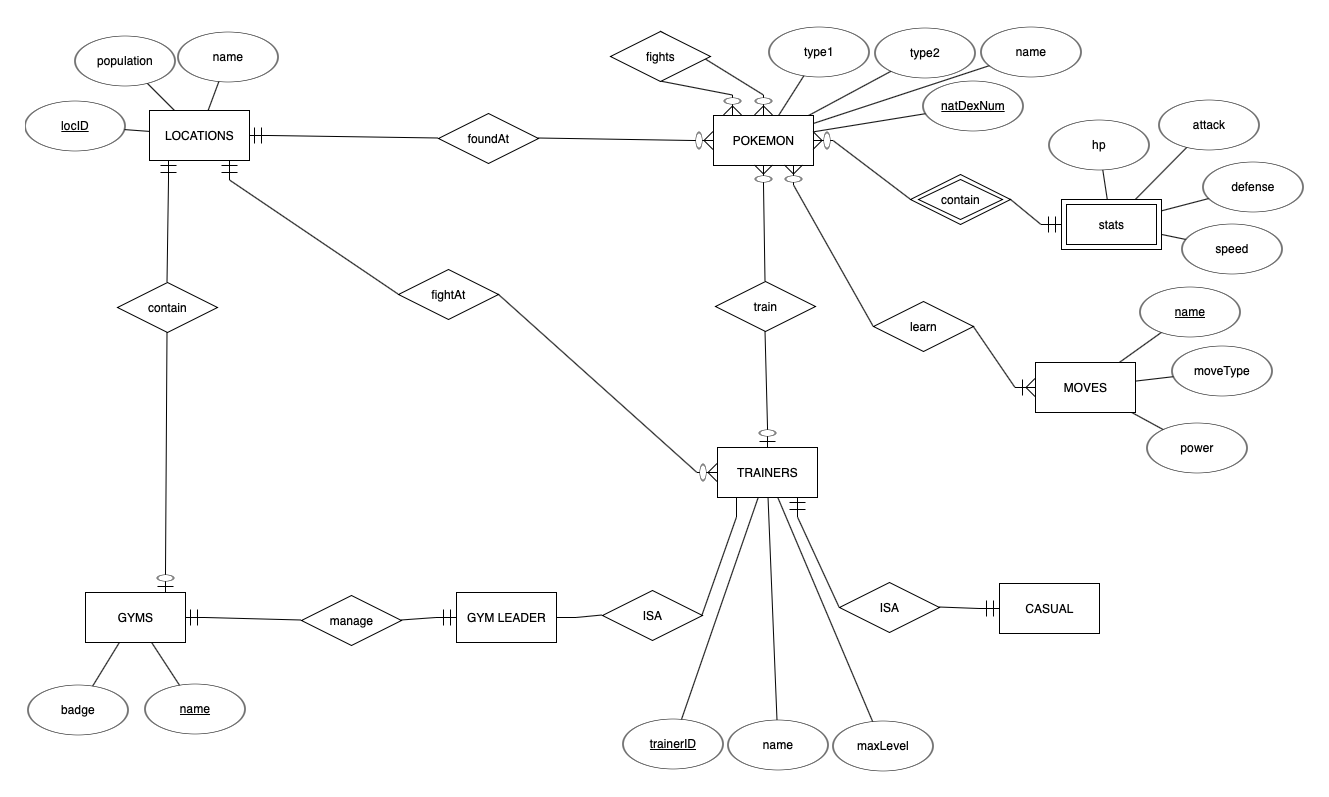 population
name
fights
type1
type2
name
locID
LOCATIONS
foundAt
POKEMON
natDexNum
hp
attack
contain
stats
defense
speed
contain
fightAt
train
learn
name
moveType
MOVES
power
TRAINERS
GYMS
manage
GYM LEADER
ISA
ISA
CASUAL
badge
name
trainerID
name
maxLevel